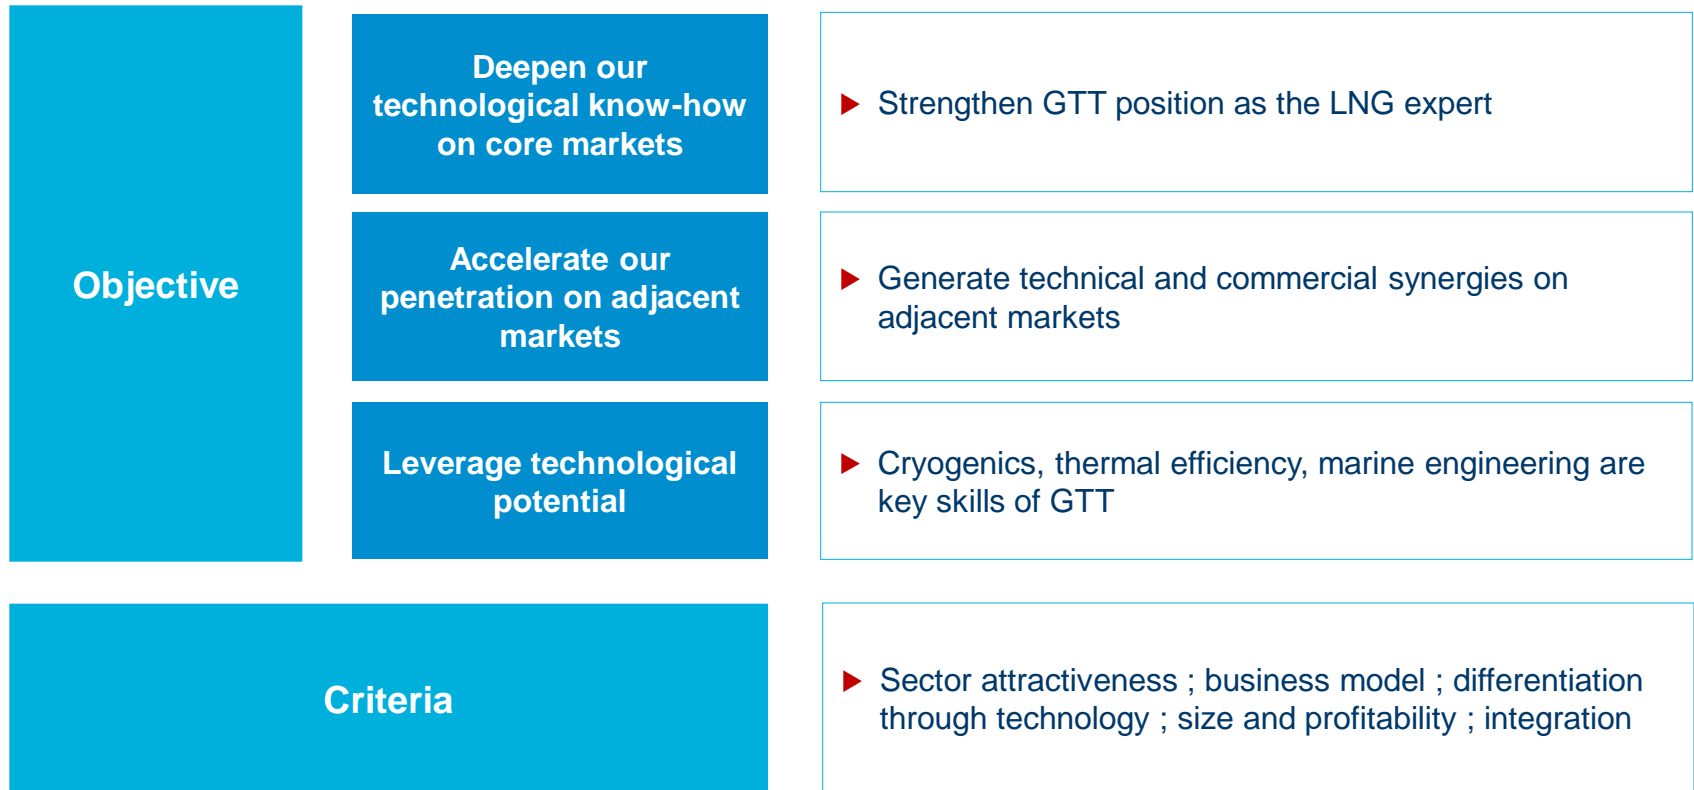 Objective
Deepen our
technological know-how
on core markets
Strengthen GTT position as the LNG expert
Accelerate our
penetration on adjacent
markets
Generate technical and commercial synergies on
adjacent markets
Leverage technological
potential
Cryogenics, thermal efficiency, marine engineering are
key skills of GTT
Criteria
Sector attractiveness ; business model ; differentiation
through technology ; size and profitability ; integration